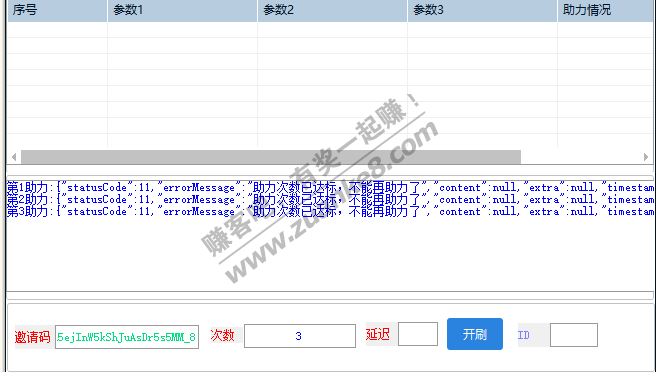 序号 参数1 参数2 参数3 助力情况
第1助力:{"statusCode":11,"errorMessage":"助力次数已达标，不能再助力了","content":null,"extra":null,"timestam
第2助力:{"statusCode":11,"errorMessage":"助力次数已达标，不能再助力了","content":null,"extra":null,"timestam
第3助力:{"statusCode":11,"errorMessage":"助力次数已达标，不能再助力了","content":null,"extra":null,"timestam
邀请码 5ejInW5kShJuAsDr5s5MM_8 次数 3 延迟 开刷 ID
有奖一起赚！
赚客
www.zuanke8.com